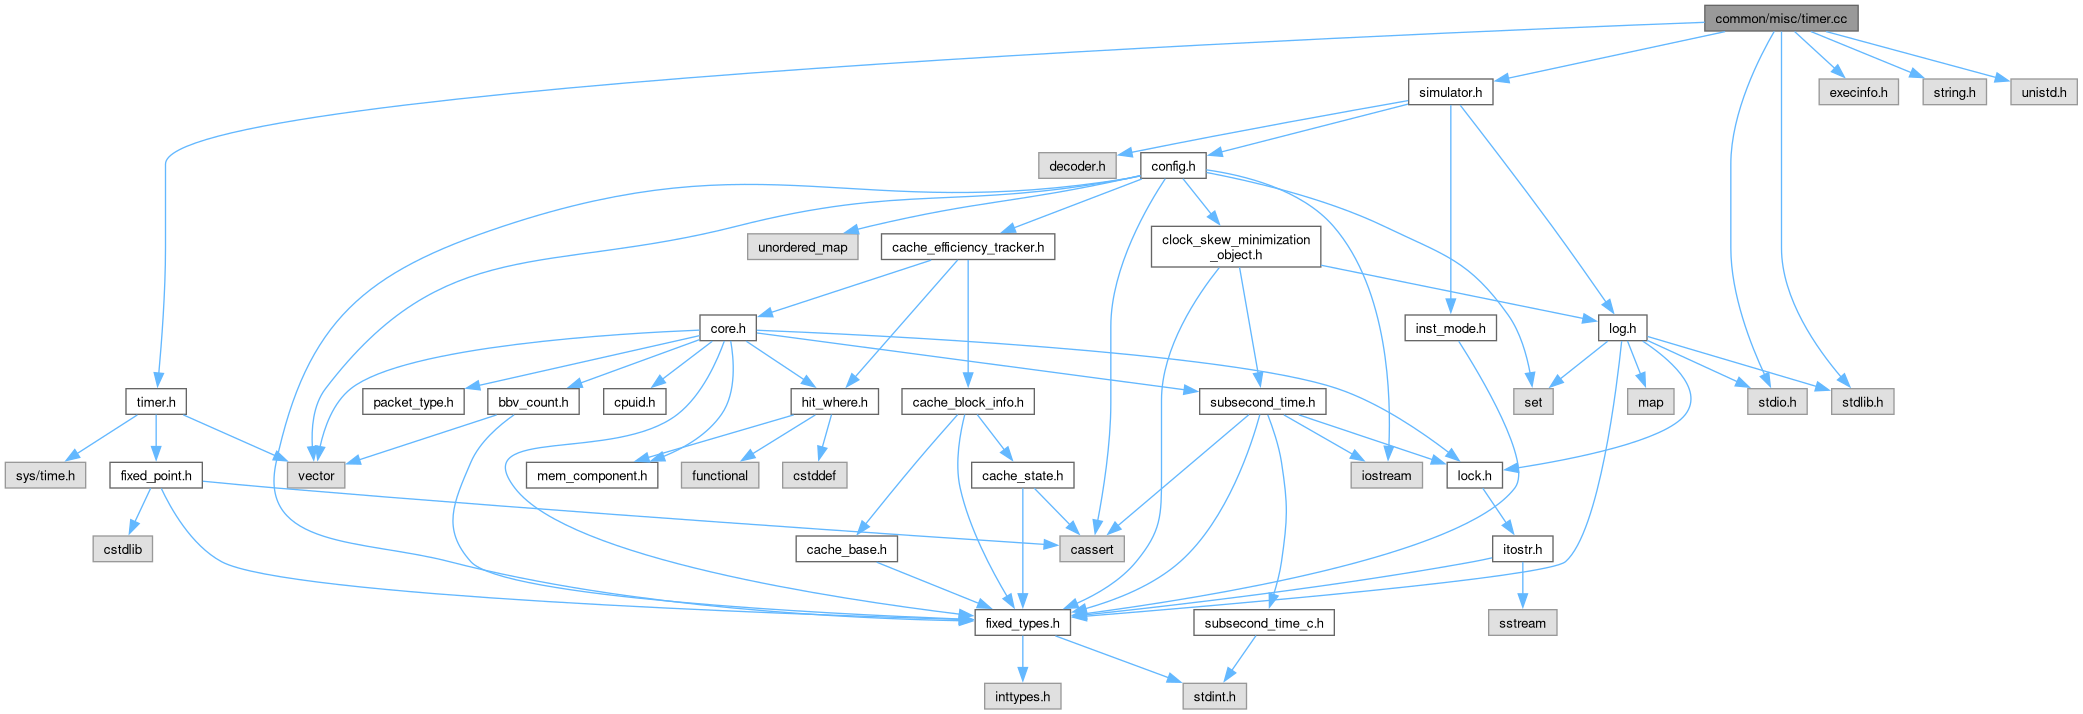 common/misc/timer.cc
simulator.h
execinfo.h
string.h
unistd.h
decoder.h
config.h
unordered_map
cache_efficiency_tracker.h
clock_skew_minimization
_object.h
core.h
inst_mode.h
log.h
timer.h
packet_type.h
bbv_count.h
cpuid.h
hit_where.h
cache_block_info.h
subsecond_time.h
set
map
stdio.h
stdlib.h
sys/time.h
fixed_point.h
vector
mem_component.h
functional
cstddef
cache_state.h
iostream
lock.h
cstdlib
cache_base.h
cassert
itostr.h
fixed_types.h
subsecond_time_c.h
sstream
inttypes.h
stdint.h